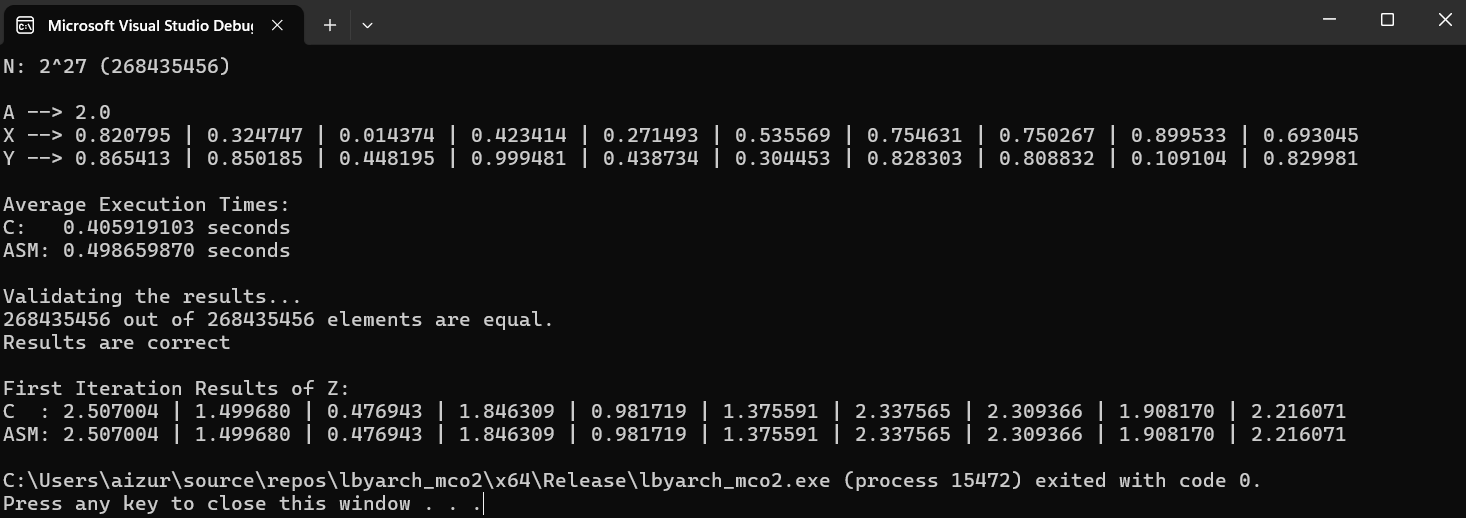 Microsoft Visual Studio Debug
N: 2^27 (268435456)
A --> 2.0
X --> 0.820795 | 0.324747 | 0.014374 | 0.423414 | 0.271493 | 0.535569 | 0.754631 | 0.750267 | 0.899533 | 0.693045
Y --> 0.865413 | 0.850185 | 0.448195 | 0.999481 | 0.438734 | 0.304453 | 0.828303 | 0.808832 | 0.109104 | 0.829981
Average Execution Times:
C:   0.405919103 seconds
ASM: 0.498659870 seconds
Validating the results...
268435456 out of 268435456 elements are equal.
Results are correct
First Iteration Results of Z:
C  : 2.507004 | 1.499680 | 0.476943 | 1.846309 | 0.981719 | 1.375591 | 2.337565 | 2.309366 | 1.908170 | 2.216071
ASM: 2.507004 | 1.499680 | 0.476943 | 1.846309 | 0.981719 | 1.375591 | 2.337565 | 2.309366 | 1.908170 | 2.216071
C:\Users\aizur\source\repos\lbyarch_mco2\x64\Release\lbyarch_mco2.exe (process 15472) exited with code 0.
Press any key to close this window . . .